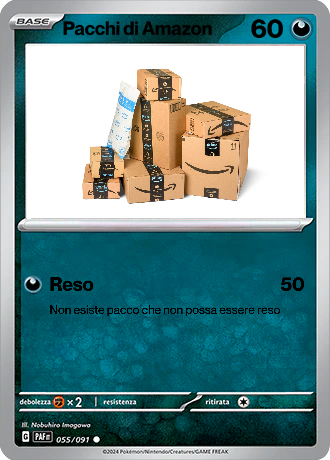 BASE
Pacchi di Amazon 60
Reso 50
Non esiste pacco che non possa essere reso
debolezza ×2 resistenza ritirata
Ill. Nobuhiro Imagawa
G PAF IT 055/091
©2024 Pokémon/Nintendo/Creatures/GAME FREAK